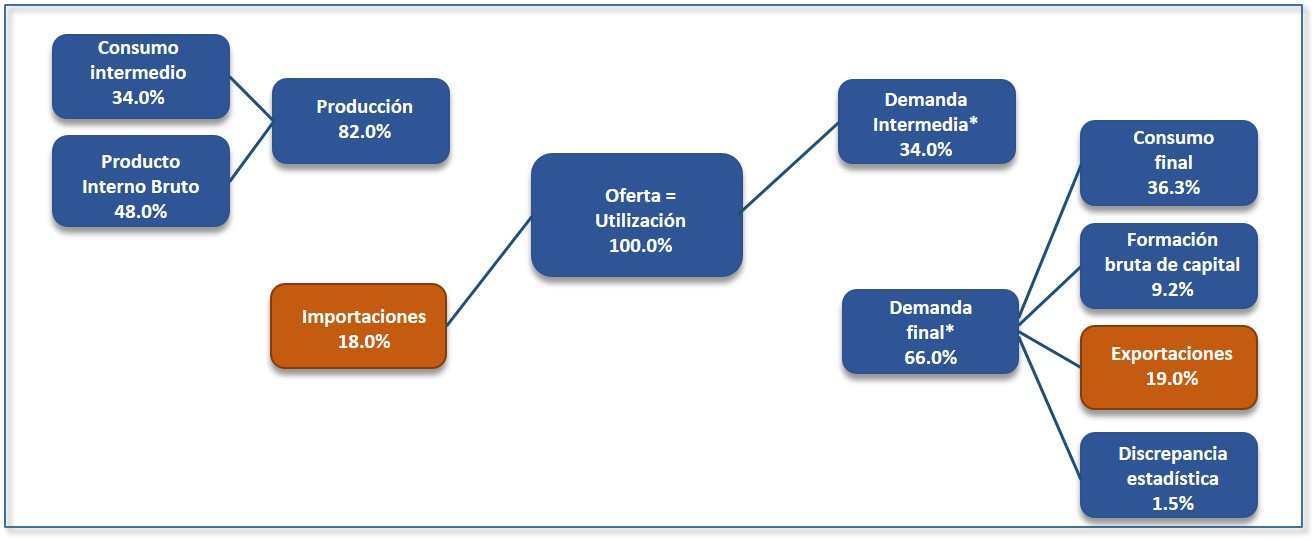 Consumo
intermedio
34.0%
Producto
Interno Bruto
48.0%
Producción
82.0%
Importaciones
18.0%
Oferta =
Utilización
100.0%
Demanda
Intermedia*
34.0%
Demanda
final*
66.0%
Consumo
final
36.3%
Formación
bruta de capital
9.2%
Exportaciones
19.0%
Discrepancia
estadística
1.5%